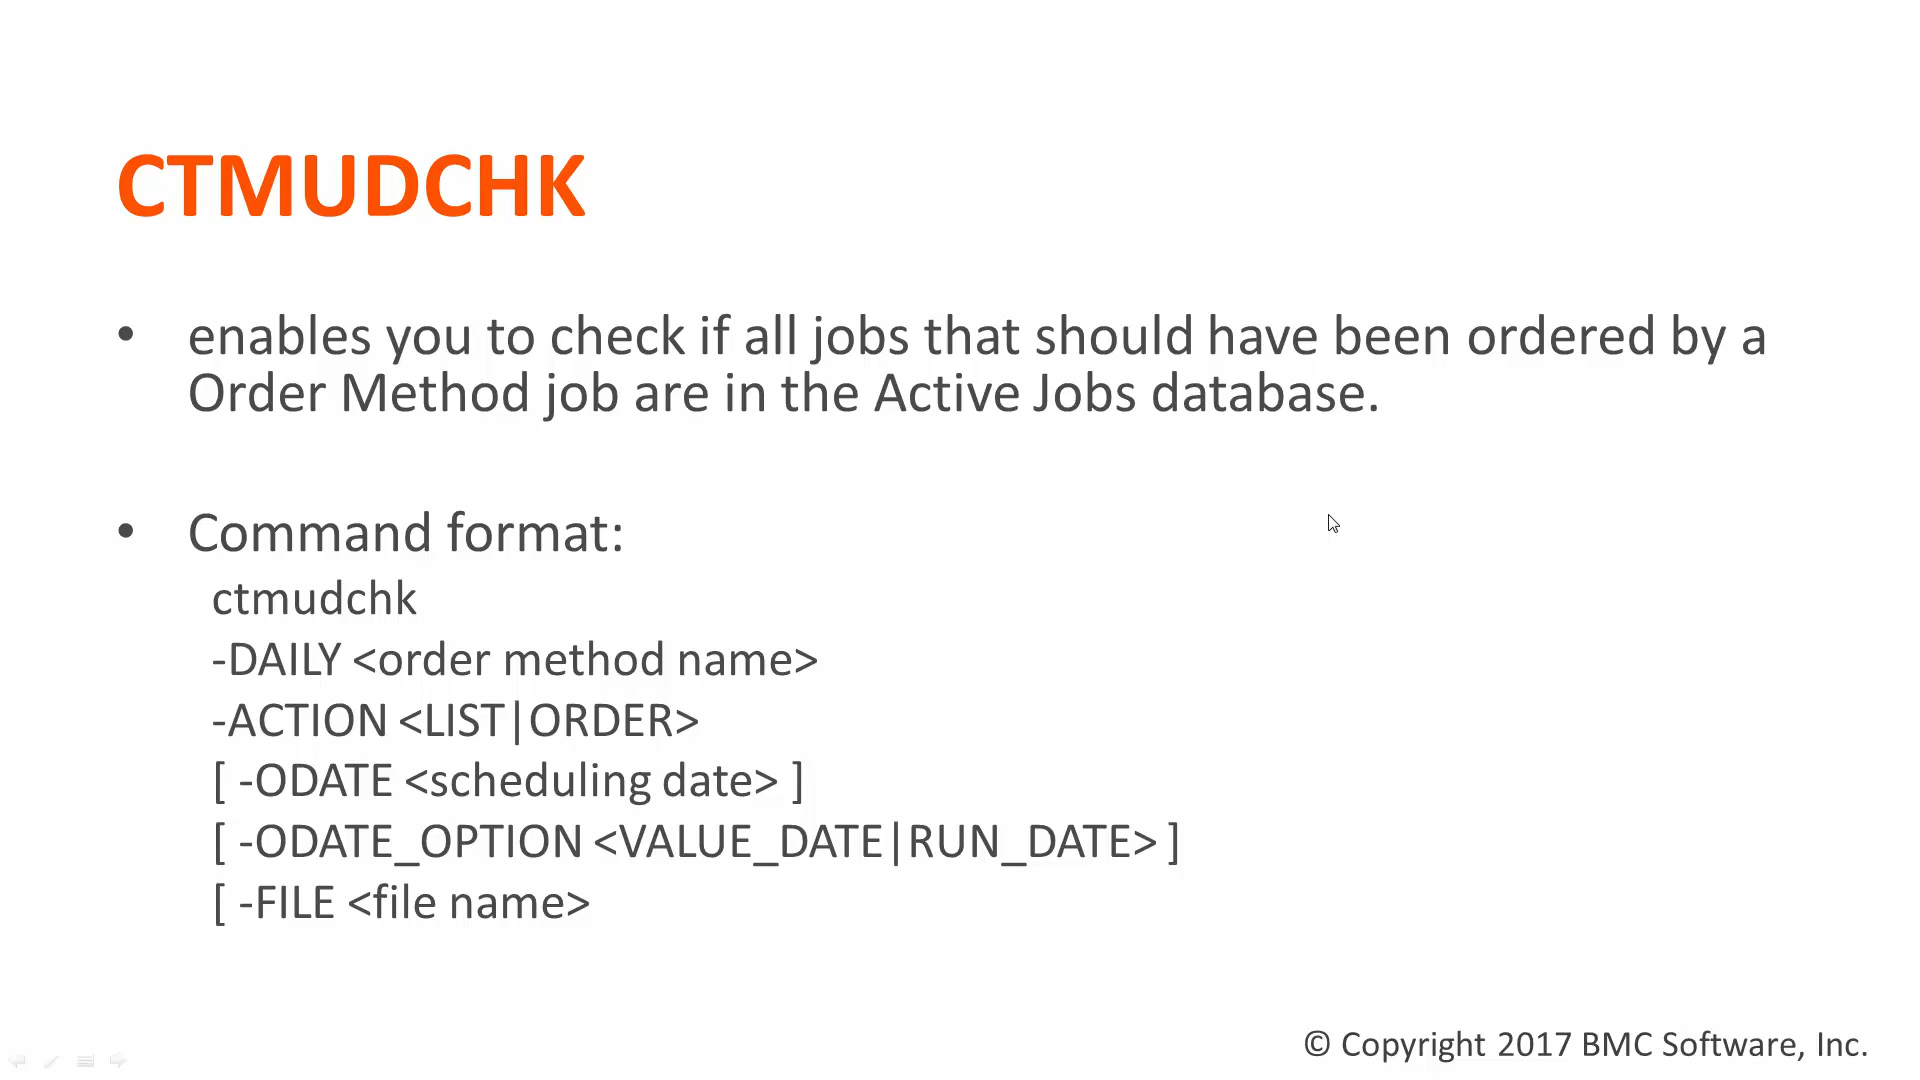 CTMUDCHK
• enables you to check if all jobs that should have been ordered by a
Order Method job are in the Active Jobs database.
• Command format:
ctmudchk
-DAILY <order method name>
-ACTION <LIST|ORDER>
[ -ODATE <scheduling date> ]
[ -ODATE_OPTION <VALUE_DATE|RUN_DATE> ]
[ -FILE <file name>
© Copyright 2017 BMC Software, Inc.